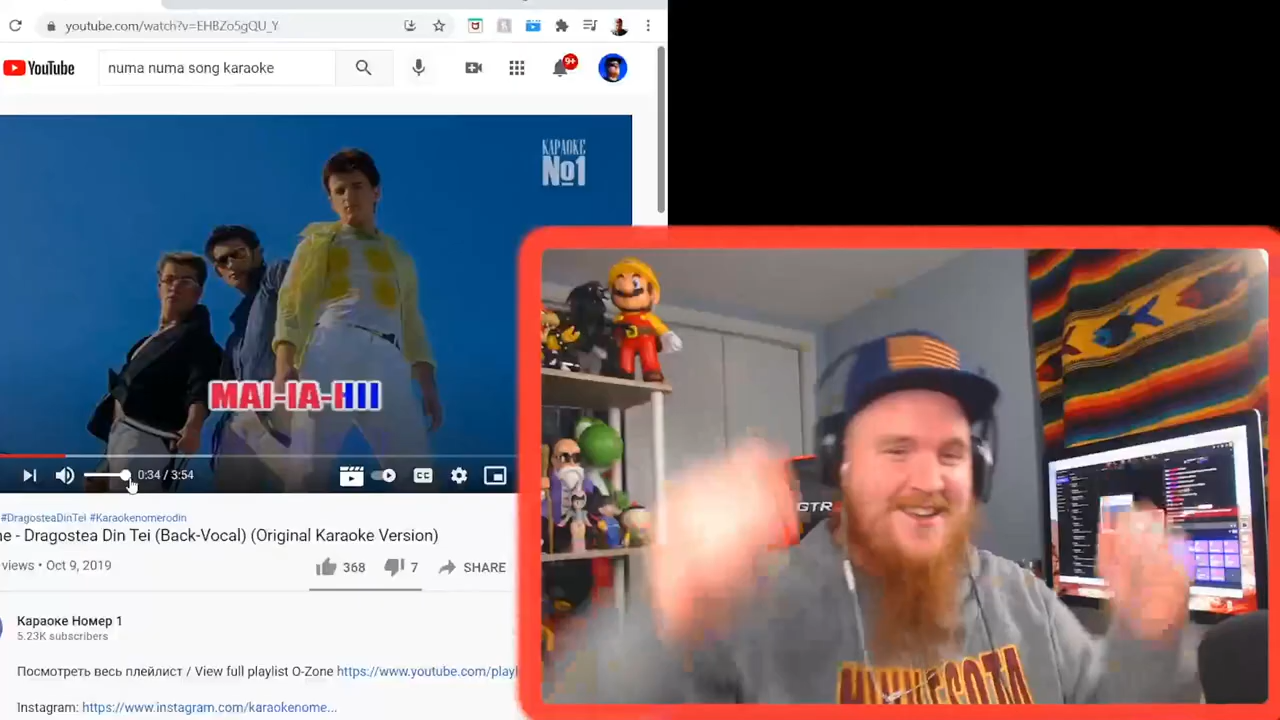 youtube.com/watch?v=EHBZo5gQU_Y
YouTube
numa numa song karaoke
9+
КАРАОКЕ
№1
MAI-IA-HII
0:34 / 3:54
CC
#DragosteaDinTei #Karaokenomerodin
ne - Dragostea Din Tei (Back-Vocal) (Original Karaoke Version)
views • Oct 9, 2019
368
7
SHARE
Караоке Номер 1
5.23K subscribers
Посмотреть весь плейлист / View full playlist O-Zone https://www.youtube.com/playl
Instagram: https://www.instagram.com/karaokenome...
GTR
MINNESOTA